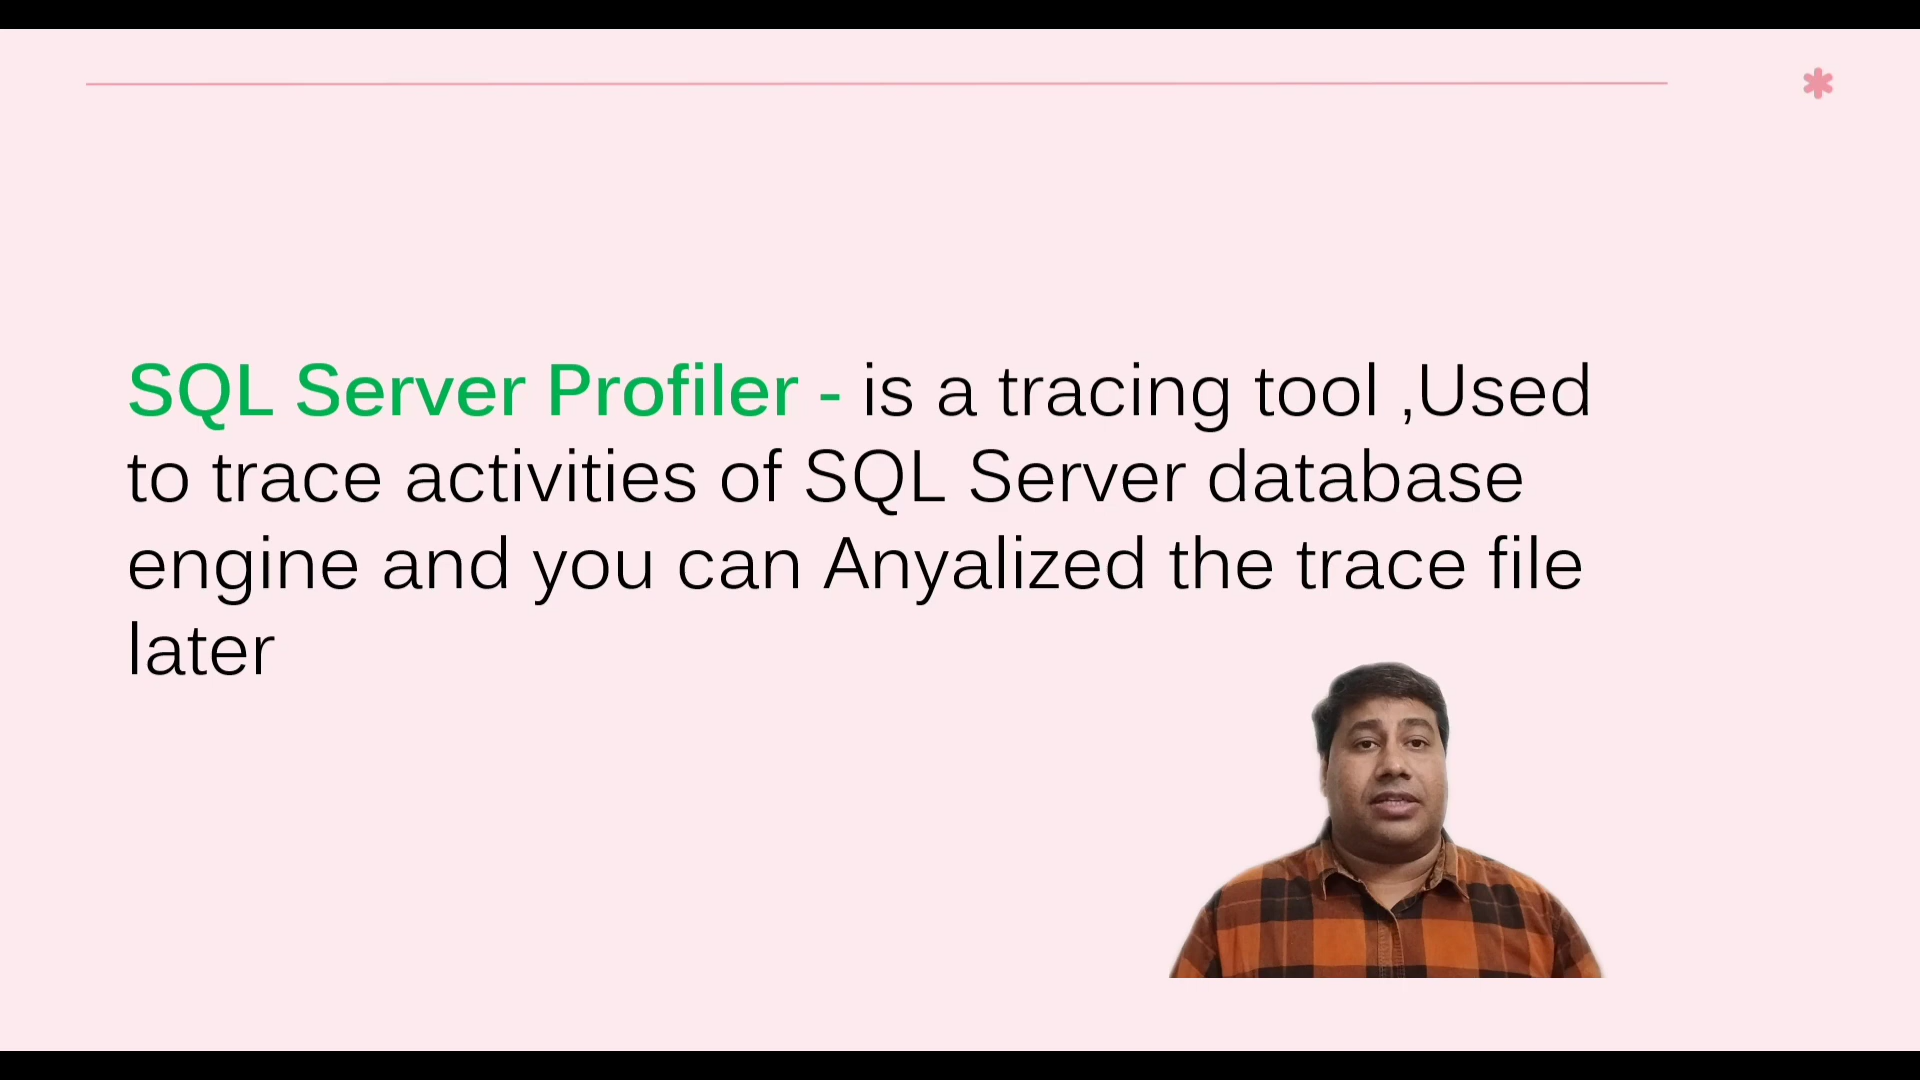 SQL Server Profiler - is a tracing tool ,Used
to trace activities of SQL Server database
engine and you can Anyalized the trace file
later